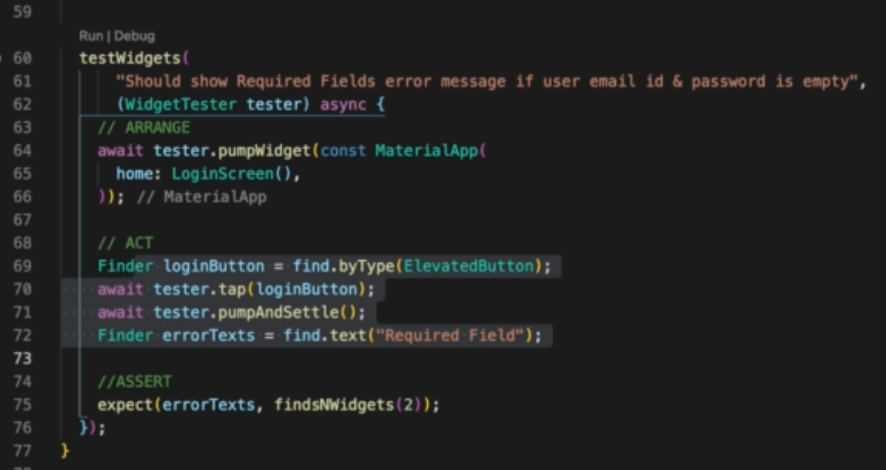 59
Run | Debug
60 testWidgets(
61 "Should show Required Fields error message if user email id & password is empty",
62 (WidgetTester tester) async {
63 // ARRANGE
64 await tester.pumpWidget(const MaterialApp(
65 home: LoginScreen(),
66 )); // MaterialApp
67
68 // ACT
69 Finder loginButton = find.byType(ElevatedButton);
70 await tester.tap(loginButton);
71 await tester.pumpAndSettle();
72 Finder errorTexts = find.text("Required Field");
73
74 //ASSERT
75 expect(errorTexts, findsNWidgets(2));
76 });
77 }